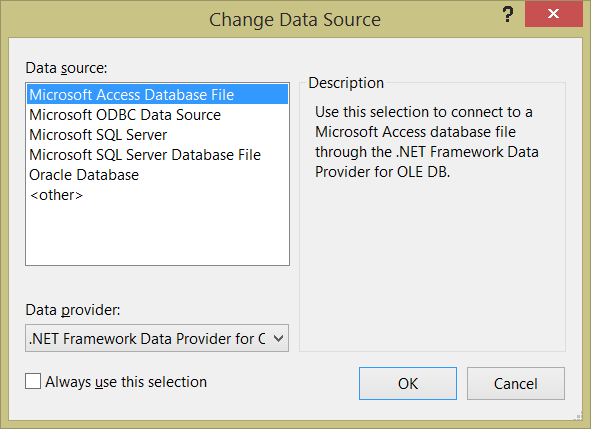 Change Data Source
?
Data source:
Microsoft Access Database File
Microsoft ODBC Data Source
Microsoft SQL Server
Microsoft SQL Server Database File
Oracle Database
<other>
Description
Use this selection to connect to a
Microsoft Access database file
through the .NET Framework Data
Provider for OLE DB.
Data provider:
.NET Framework Data Provider for O
Always use this selection
OK
Cancel